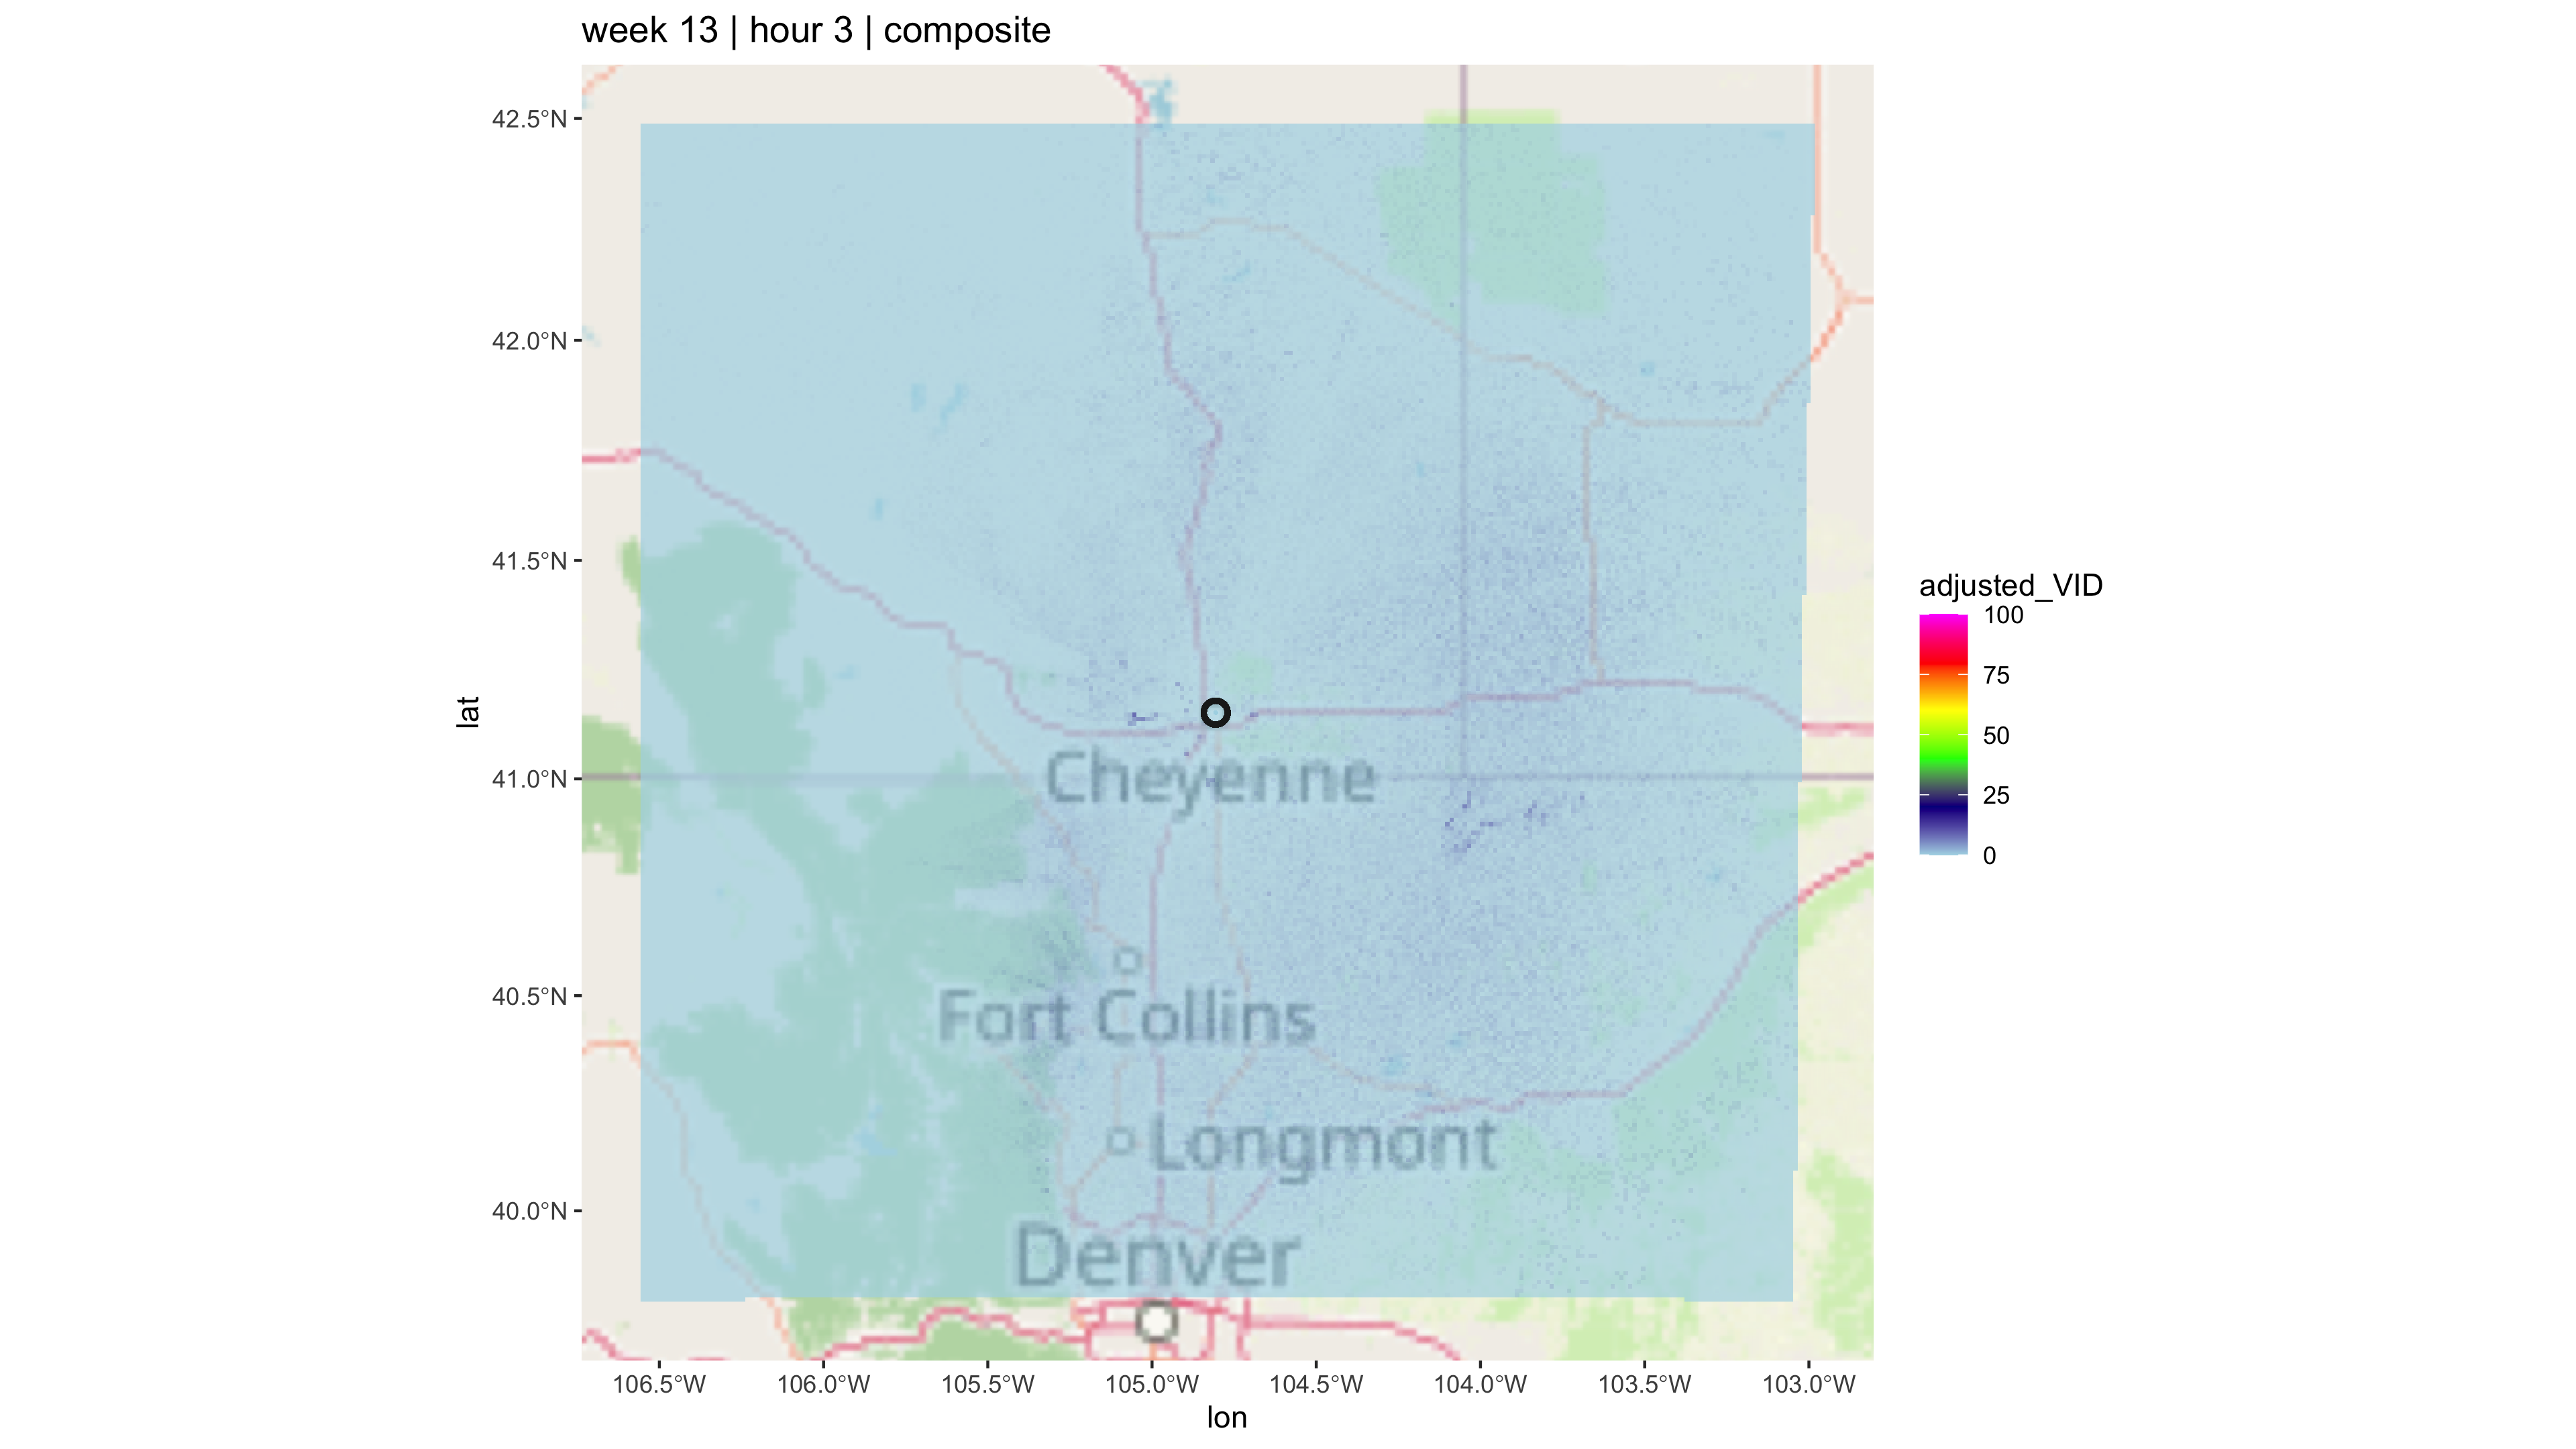 week 13 | hour 3 | composite
42.5°N
42.0°N
41.5°N
41.0°N
40.5°N
40.0°N
lat
Cheyenne
Fort Collins
Longmont
Denver
106.5°W 106.0°W 105.5°W 105.0°W 104.5°W 104.0°W 103.5°W 103.0°W
lon
adjusted_VID
100
75
50
25
0